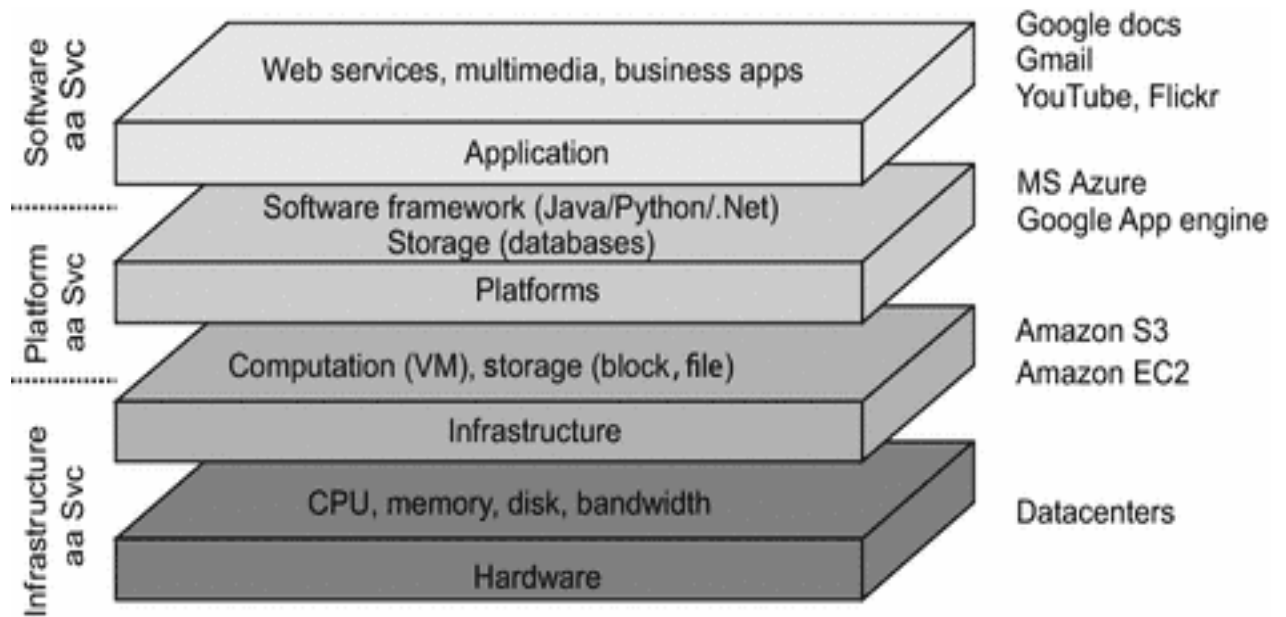 Software
aa Svc
Web services, multimedia, business apps
Application
Google docs
Gmail
YouTube, Flickr
Platform
aa Svc
Software framework (Java/Python/.Net)
Storage (databases)
Platforms
MS Azure
Google App engine
Infrastructure
aa Svc
Computation (VM), storage (block, file)
Infrastructure
Amazon S3
Amazon EC2
CPU, memory, disk, bandwidth
Hardware
Datacenters